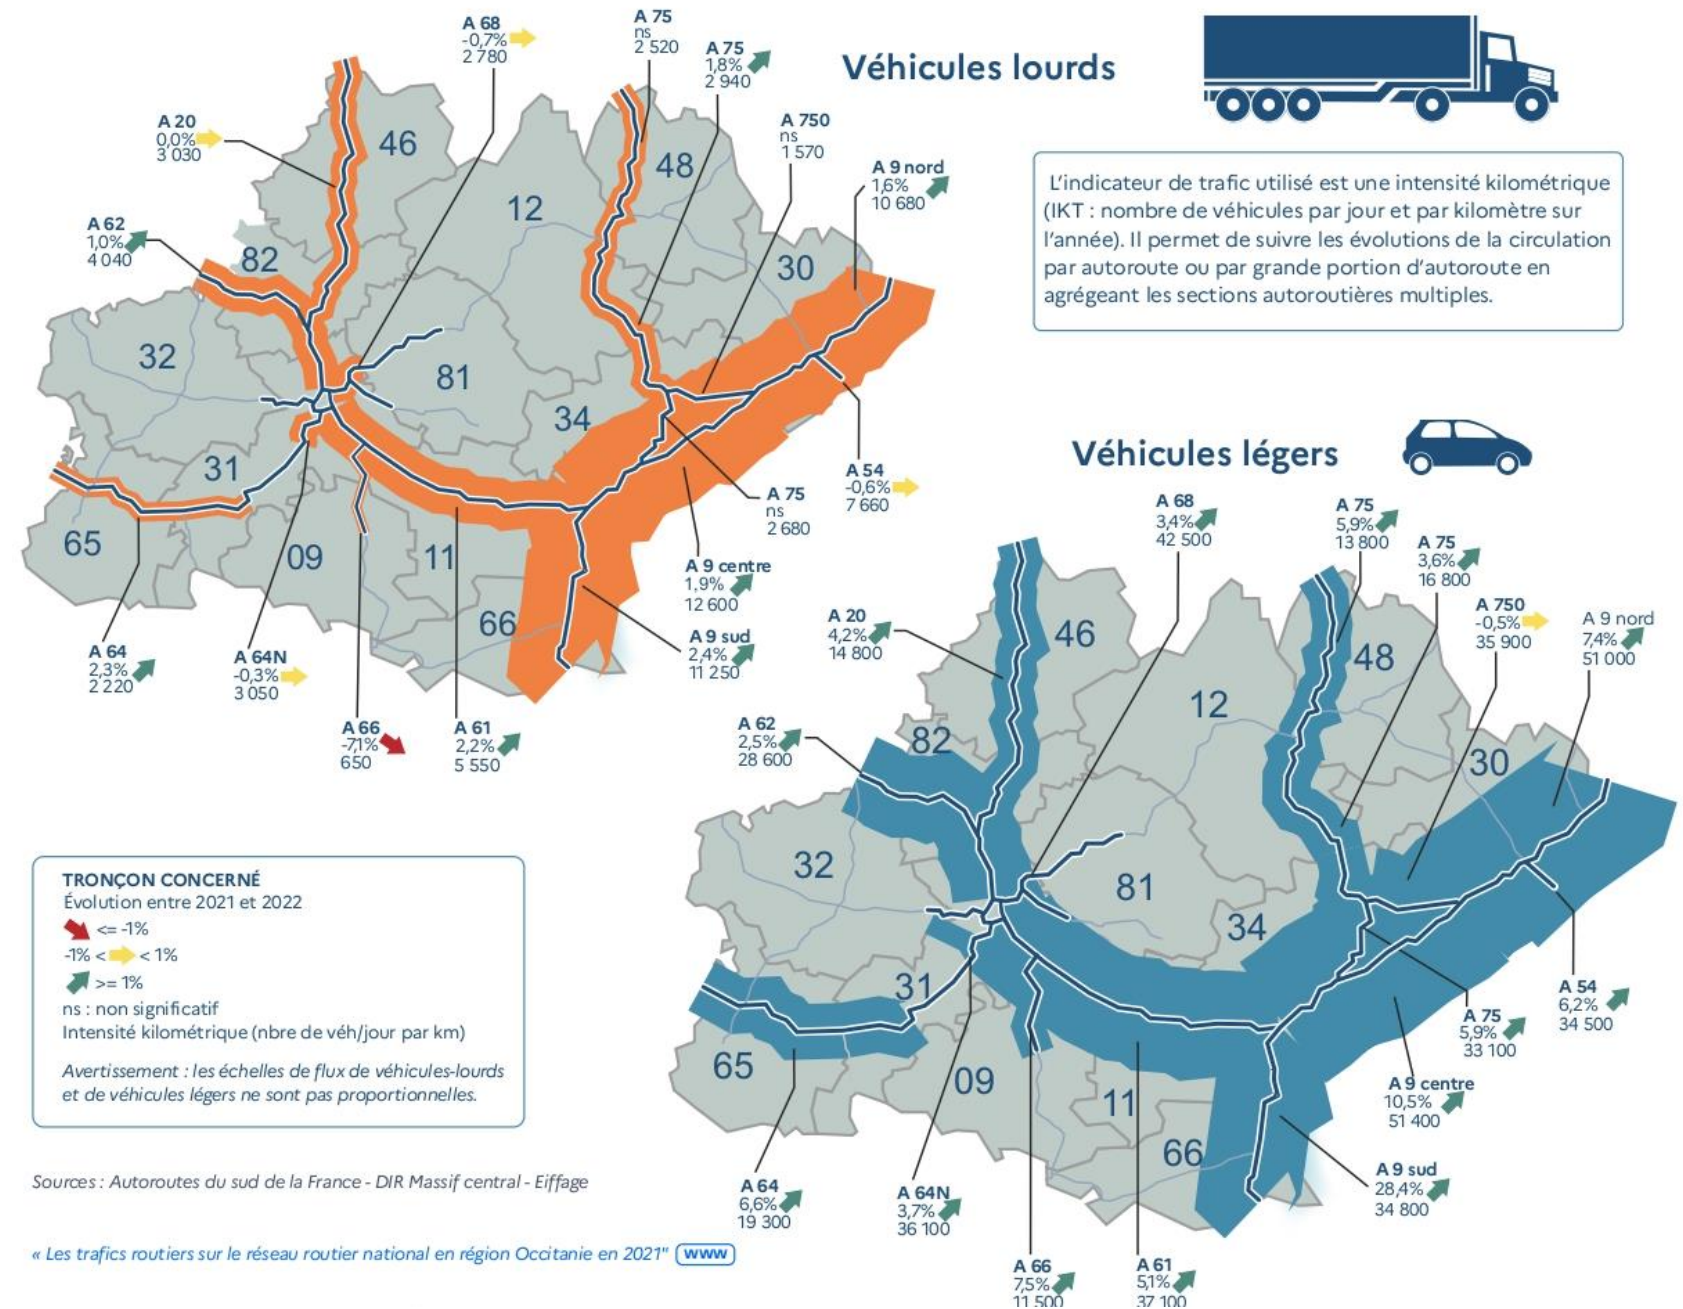 Véhicules lourds
L'indicateur de trafic utilisé est une intensité kilométrique
(IKT : nombre de véhicules par jour et par kilomètre sur
l'année). Il permet de suivre les évolutions de la circulation
par autoroute ou par grande portion d'autoroute en
agrégeant les sections autoroutières multiples.
A 68
-0,7%
2 780
A 75
ns
2 520
A 75
1,8%
2 940
A 750
ns
1 570
A 9 nord
1,6%
10 680
A 20
0,0%
3 030
A 62
1,0%
4 040
46
48
12
82
30
32
81
34
31
65
09
11
66
A 54
-0,6%
7 660
A 75
ns
2 680
A 9 centre
1,9%
12 600
A 9 sud
2,4%
11 250
A 64
2,3%
2 220
A 64N
-0,3%
3 050
A 66
-7,1%
650
A 61
2,2%
5 550
Véhicules légers
A 68
3,4%
42 500
A 75
5,9%
13 800
A 75
3,6%
16 800
A 750
-0,5%
35 900
A 9 nord
7,4%
51 000
A 20
4,2%
14 800
A 62
2,5%
28 600
46
48
12
82
30
32
81
34
31
65
09
11
66
A 54
6,2%
34 500
A 75
5,9%
33 100
A 9 centre
10,5%
51 400
A 9 sud
28,4%
34 800
A 64
6,6%
19 300
A 64N
3,7%
36 100
A 66
7,5%
11 500
A 61
5,1%
37 100
TRONÇON CONCERNÉ
Évolution entre 2021 et 2022
<= -1%
-1% < < 1%
>= 1%
ns : non significatif
Intensité kilométrique (nbre de véh/jour par km)
Avertissement : les échelles de flux de véhicules-lourds
et de véhicules légers ne sont pas proportionnelles.
Sources : Autoroutes du sud de la France - DIR Massif central - Eiffage
« Les trafics routiers sur le réseau routier national en région Occitanie en 2021" www